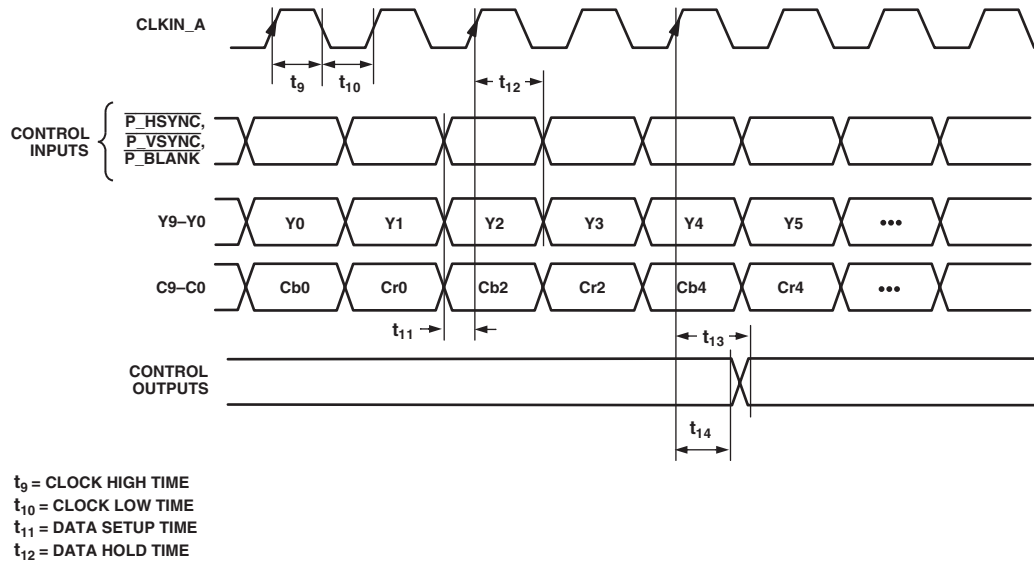 CLKIN_A
t9
t10
t12
CONTROL
INPUTS
P_HSYNC,
P_VSYNC,
P_BLANK
Y9–Y0
Y0
Y1
Y2
Y3
Y4
Y5
•••
C9–C0
Cb0
Cr0
Cb2
Cr2
Cb4
Cr4
•••
t11
t13
CONTROL
OUTPUTS
t14
t9 = CLOCK HIGH TIME
t10 = CLOCK LOW TIME
t11 = DATA SETUP TIME
t12 = DATA HOLD TIME